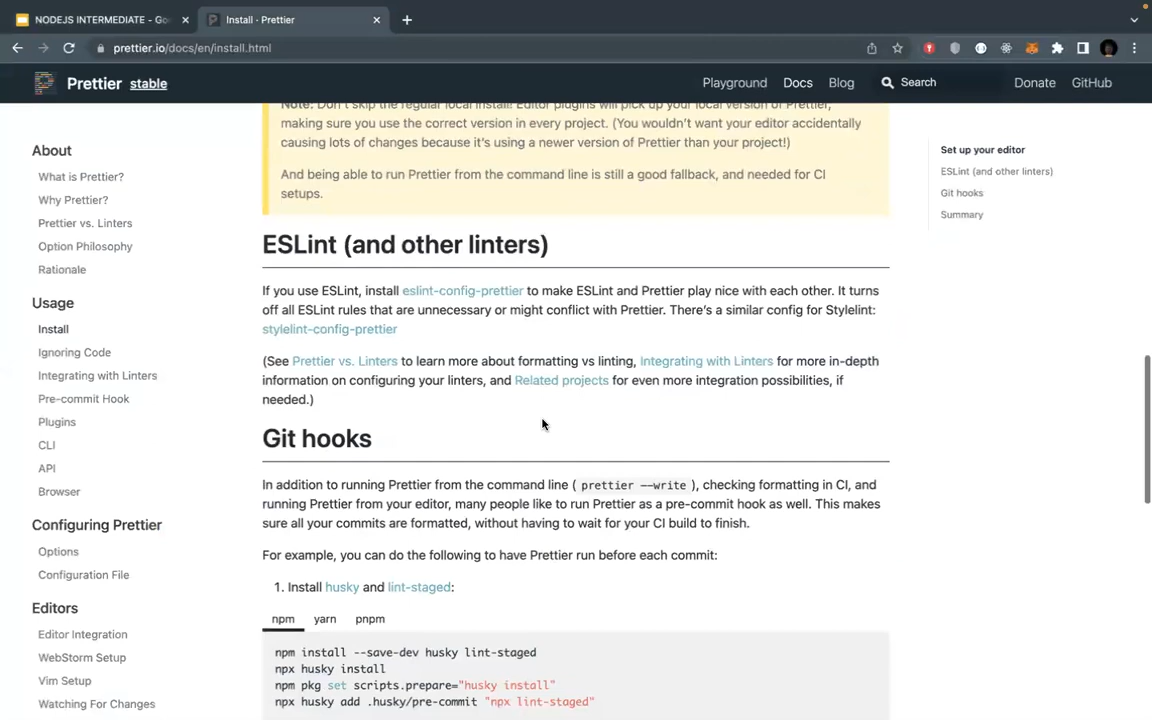 NODEJS INTERMEDIATE - Go
Install · Prettier
prettier.io/docs/en/install.html
Prettier stable
Playground
Docs
Blog
Search
Donate
GitHub
About
What is Prettier?
Why Prettier?
Prettier vs. Linters
Option Philosophy
Rationale
Usage
Install
Ignoring Code
Integrating with Linters
Pre-commit Hook
Plugins
CLI
API
Browser
Configuring Prettier
Options
Configuration File
Editors
Editor Integration
WebStorm Setup
Vim Setup
Watching For Changes
Note: Don't skip the regular local install! Editor plugins will pick up your local version of Prettier,
making sure you use the correct version in every project. (You wouldn't want your editor accidentally
causing lots of changes because it's using a newer version of Prettier than your project!)
And being able to run Prettier from the command line is still a good fallback, and needed for CI
setups.
ESLint (and other linters)
If you use ESLint, install eslint-config-prettier to make ESLint and Prettier play nice with each other. It turns
off all ESLint rules that are unnecessary or might conflict with Prettier. There's a similar config for Stylelint:
stylelint-config-prettier
(See Prettier vs. Linters to learn more about formatting vs linting, Integrating with Linters for more in-depth
information on configuring your linters, and Related projects for even more integration possibilities, if
needed.)
Git hooks
In addition to running Prettier from the command line ( prettier --write ), checking formatting in CI, and
running Prettier from your editor, many people like to run Prettier as a pre-commit hook as well. This makes
sure all your commits are formatted, without having to wait for your CI build to finish.
For example, you can do the following to have Prettier run before each commit:
1. Install husky and lint-staged:
npm
yarn
pnpm
npm install --save-dev husky lint-staged
npx husky install
npm pkg set scripts.prepare="husky install"
npx husky add .husky/pre-commit "npx lint-staged"
Set up your editor
ESLint (and other linters)
Git hooks
Summary